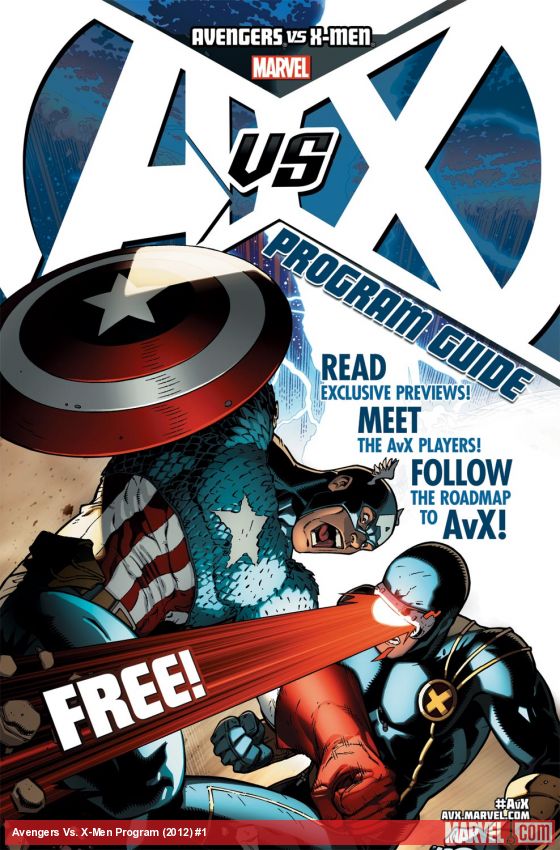 AVENGERS VS X-MEN
MARVEL
A VS X
PROGRAM GUIDE
READ
EXCLUSIVE PREVIEWS!
MEET
THE AvX PLAYERS!
FOLLOW
THE ROADMAP
TO AvX!
FREE!
#AvX
AVX.MARVEL.COM
Avengers Vs. X-Men Program (2012) #1
MARVEL.COM